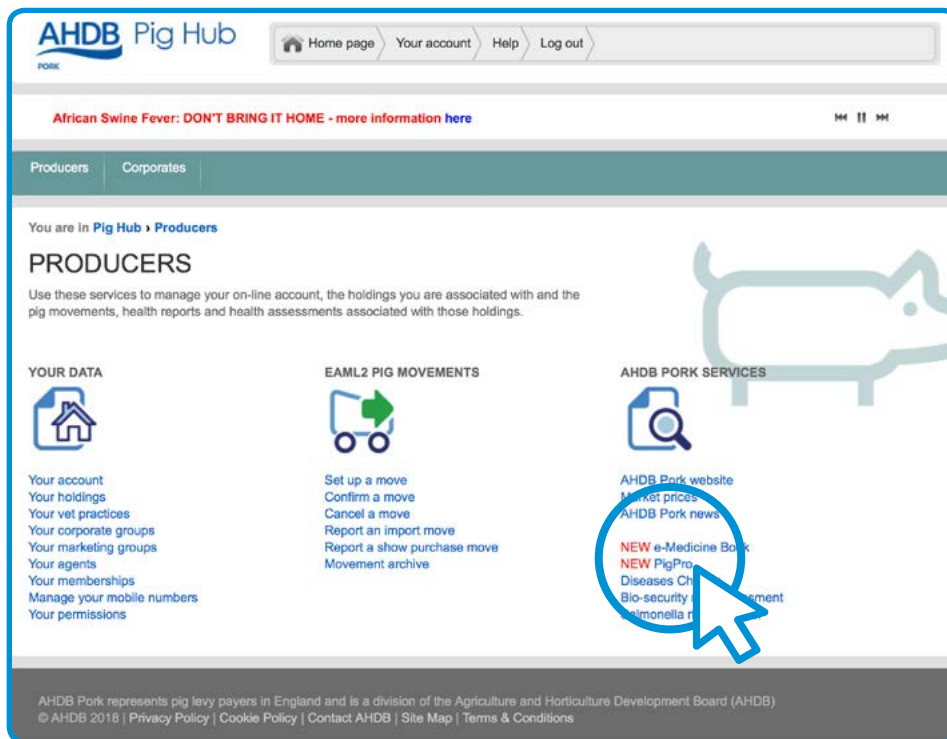 AHDB Pig Hub
PORK
Home page Your account Help Log out
African Swine Fever: DON'T BRING IT HOME - more information here
Producers Corporates
You are in Pig Hub › Producers
PRODUCERS
Use these services to manage your on-line account, the holdings you are associated with and the
pig movements, health reports and health assessments associated with those holdings.
YOUR DATA
Your account
Your holdings
Your vet practices
Your corporate groups
Your marketing groups
Your agents
Your memberships
Manage your mobile numbers
Your permissions
EAML2 PIG MOVEMENTS
Set up a move
Confirm a move
Cancel a move
Report an import move
Report a show purchase move
Movement archive
AHDB PORK SERVICES
AHDB Pork website
Market prices
AHDB Pork news
NEW e-Medicine Book
NEW PigPro
Diseases
Bio-security
Salmonella
AHDB Pork represents pig levy payers in England and is a division of the Agriculture and Horticulture Development Board (AHDB)
© AHDB 2018 | Privacy Policy | Cookie Policy | Contact AHDB | Site Map | Terms & Conditions